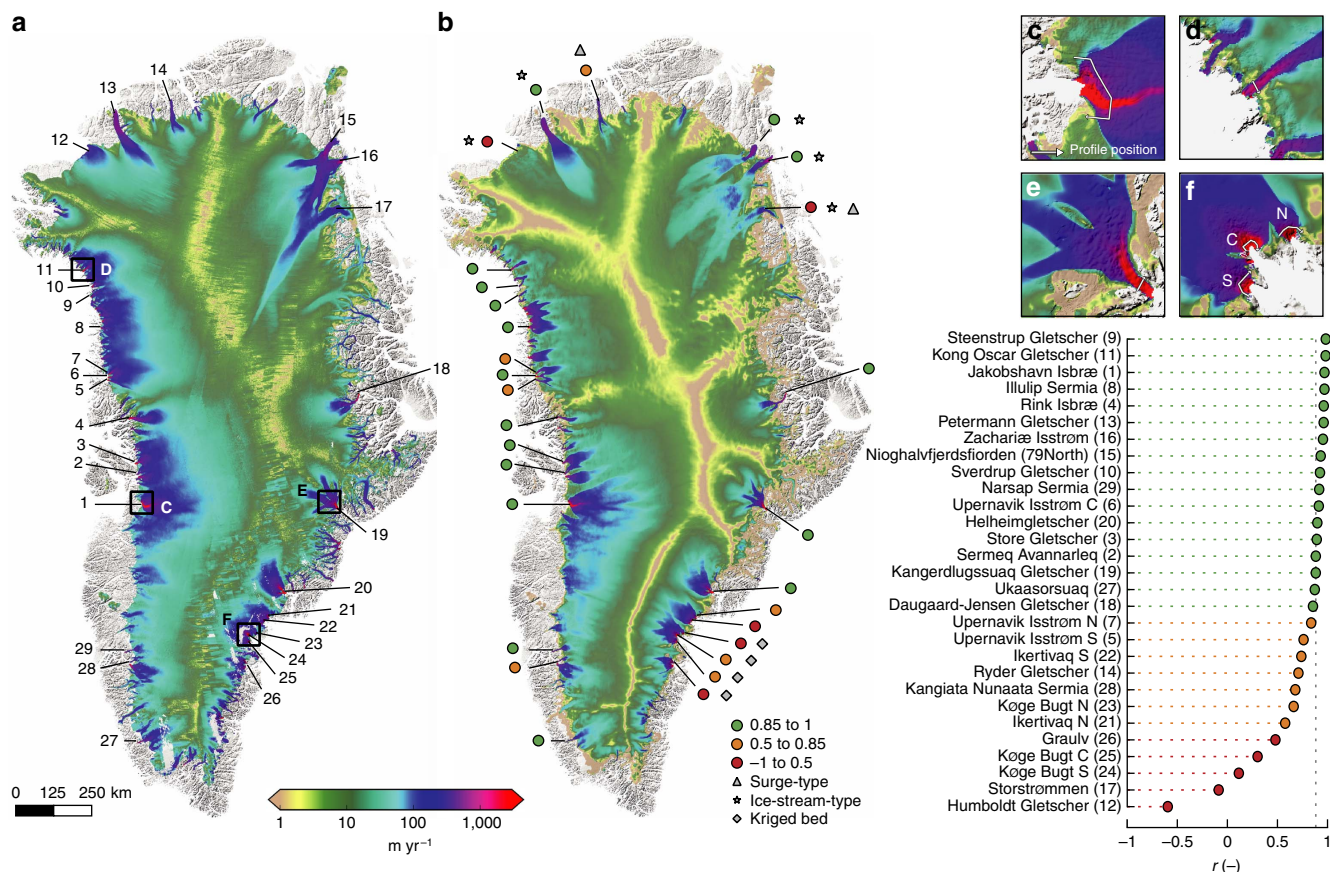 a
14
13
12
15
16
17
11
D
10
9
8
7
6
5
18
4
3
2
1
C
E
19
20
21
F
22
23
24
25
26
29
28
27
0 125 250 km
1 10 100 1,000
m yr−1
b
0.85 to 1
0.5 to 0.85
–1 to 0.5
Surge-type
Ice-stream-type
Kriged bed
c
Profile position
d
e
f
N
C
S
Steenstrup Gletscher (9)
Kong Oscar Gletscher (11)
Jakobshavn Isbræ (1)
Illulip Sermia (8)
Rink Isbræ (4)
Petermann Gletscher (13)
Zachariæ Isstrøm (16)
Nioghalvfjerdsfiorden (79North) (15)
Sverdrup Gletscher (10)
Narsap Sermia (29)
Upernavik Isstrøm C (6)
Helheimgletscher (20)
Store Gletscher (3)
Sermeq Avannarleq (2)
Kangerdlugssuaq Gletscher (19)
Ukaasorsuaq (27)
Daugaard-Jensen Gletscher (18)
Upernavik Isstrøm N (7)
Upernavik Isstrøm S (5)
Ikertivaq S (22)
Ryder Gletscher (14)
Kangiata Nunaata Sermia (28)
Køge Bugt N (23)
Ikertivaq N (21)
Graulv (26)
Køge Bugt C (25)
Køge Bugt S (24)
Storstrømmen (17)
Humboldt Gletscher (12)
−1 −0.5 0 0.5 1
r (–)